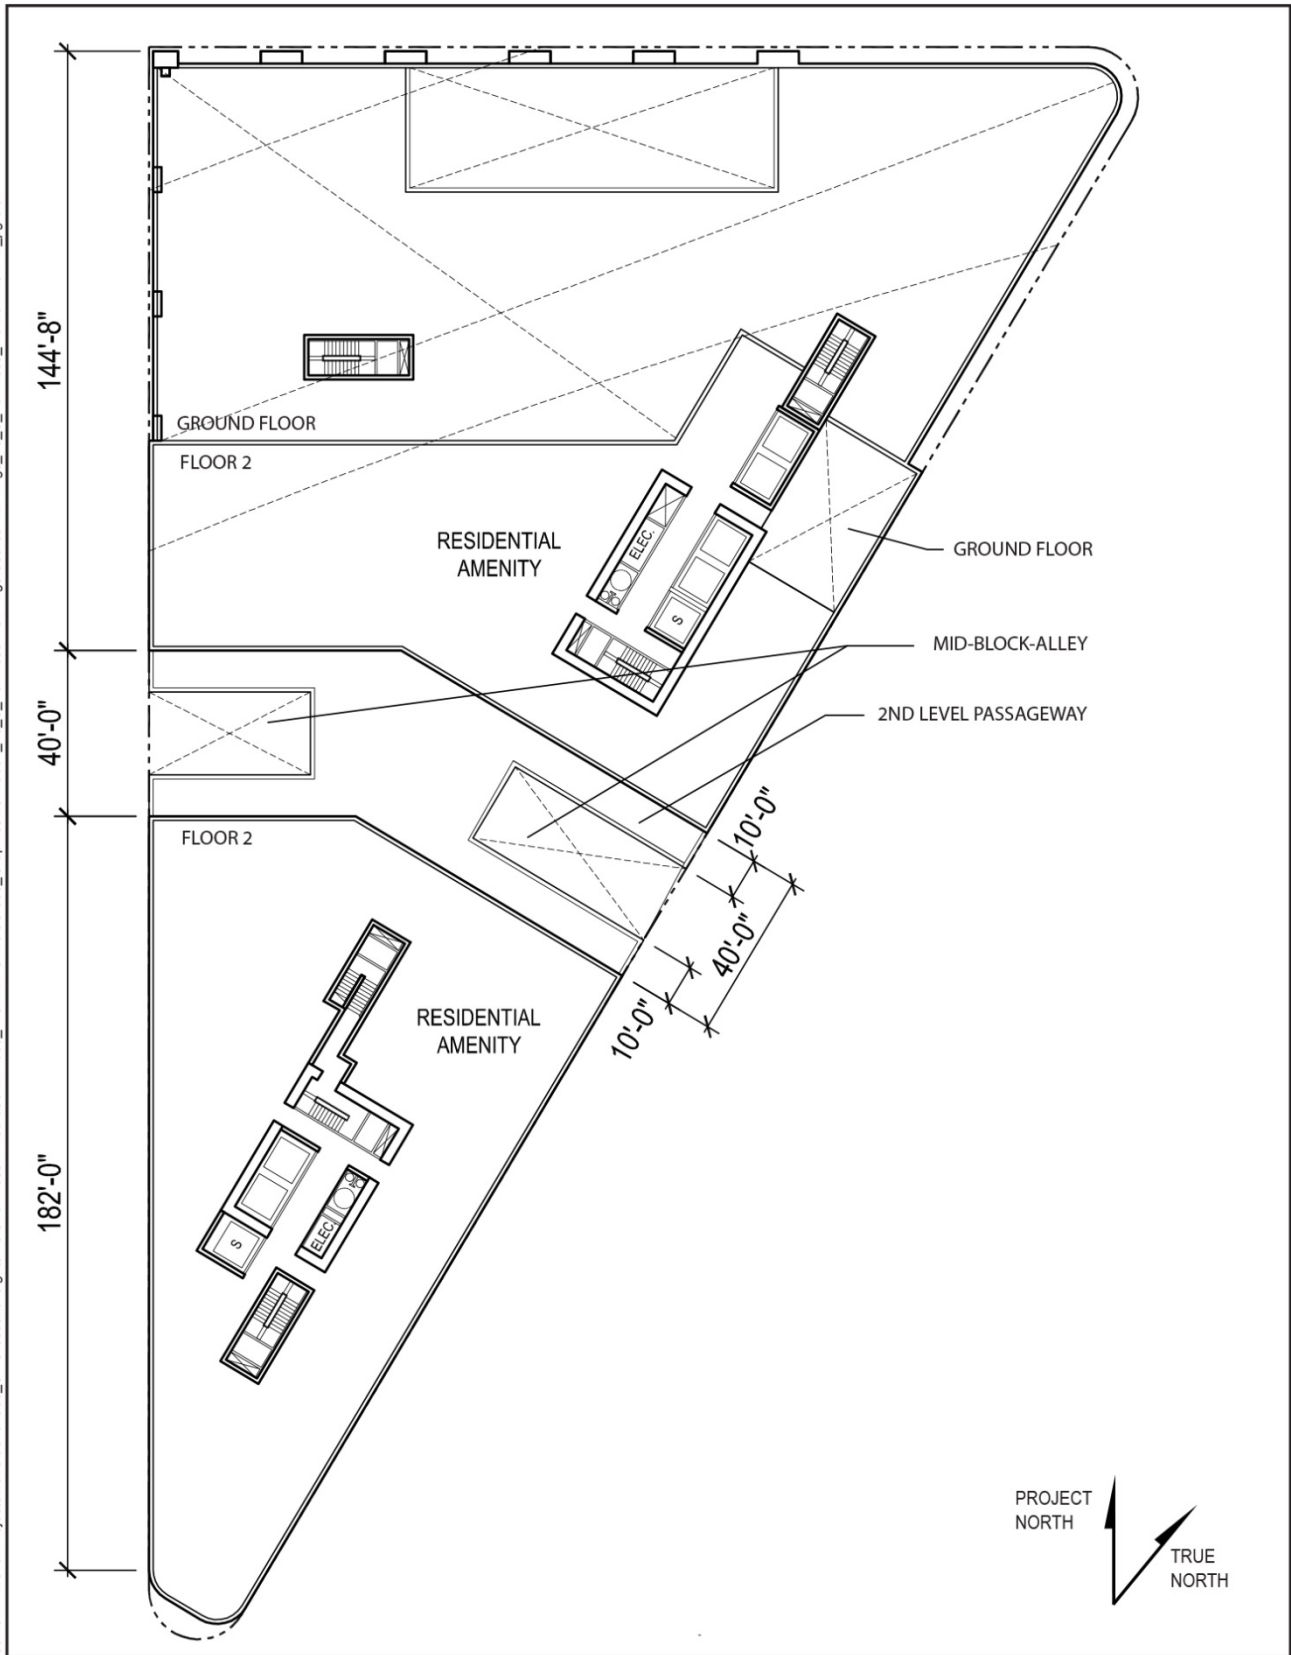 144'-8"
GROUND FLOOR
FLOOR 2
RESIDENTIAL
AMENITY
ELEC.
S
GROUND FLOOR
MID-BLOCK-ALLEY
40'-0"
2ND LEVEL PASSAGEWAY
10'-0"
40'-0"
10'-0"
FLOOR 2
RESIDENTIAL
AMENITY
182'-0"
S
ELEC.
PROJECT
NORTH
TRUE
NORTH